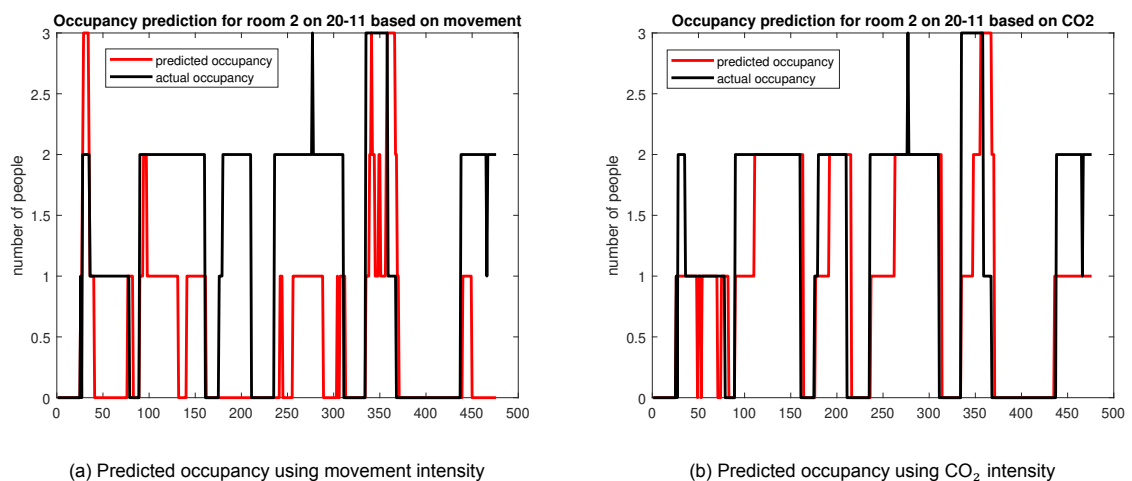 Occupancy prediction for room 2 on 20-11 based on movement
3
2.5
2
1.5
1
0.5
0
number of people
predicted occupancy
actual occupancy
0 50 100 150 200 250 300 350 400 450 500
(a) Predicted occupancy using movement intensity
Occupancy prediction for room 2 on 20-11 based on CO2
3
2.5
2
1.5
1
0.5
0
number of people
predicted occupancy
actual occupancy
0 50 100 150 200 250 300 350 400 450 500
(b) Predicted occupancy using CO₂ intensity